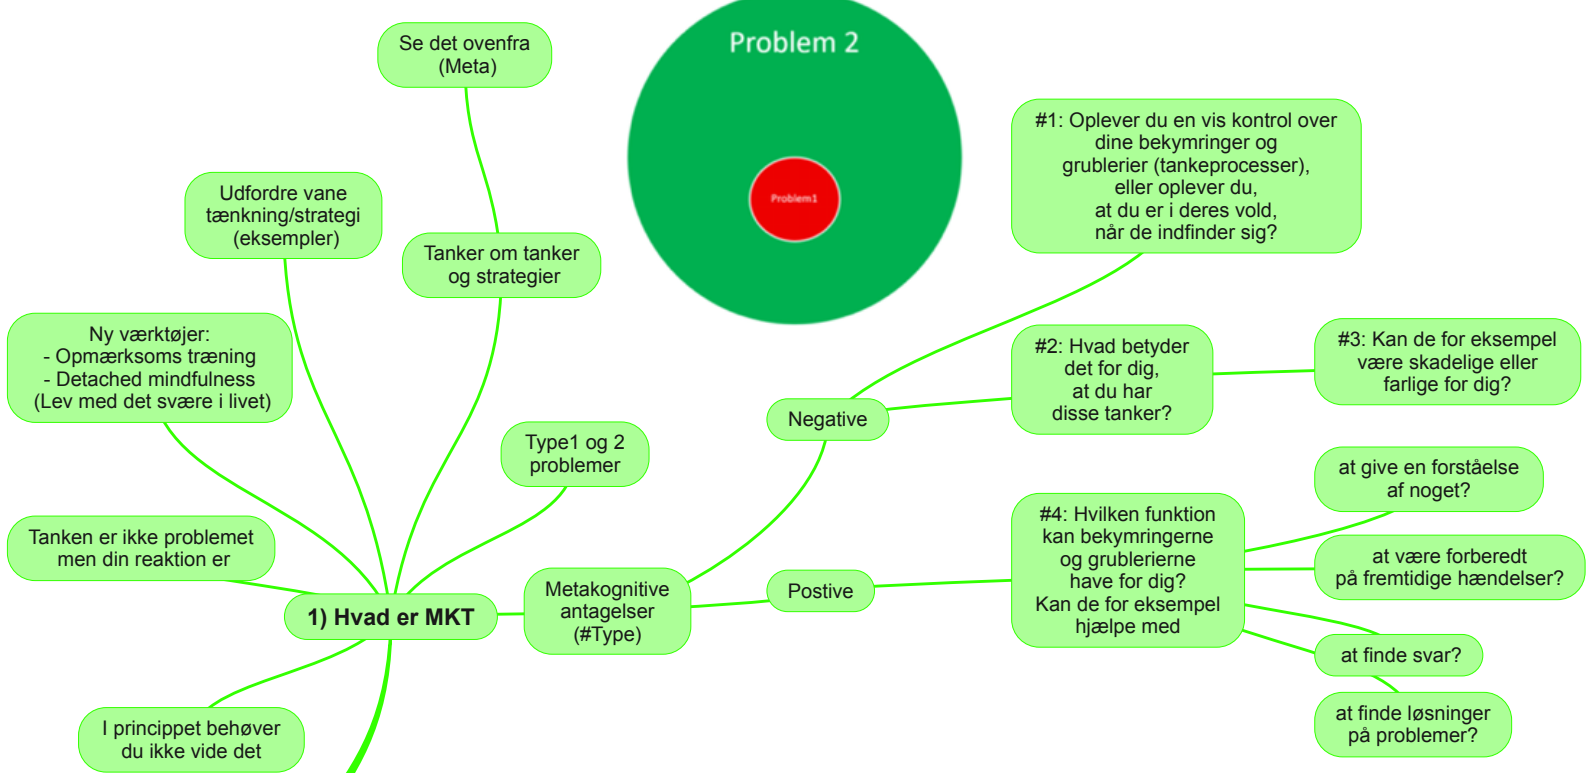 Se det ovenfra
(Meta)
Problem 2
Problem1
Udfordre vane
tænkning/strategi
(eksempler)
Tanker om tanker
og strategier
Ny værktøjer:
- Opmærksoms træning
- Detached mindfulness
(Lev med det svære i livet)
Type1 og 2
problemer
Tanken er ikke problemet
men din reaktion er
1) Hvad er MKT
I princippet behøver
du ikke vide det
Metakognitive
antagelser
(#Type)
Negative
#1: Oplever du en vis kontrol over
dine bekymringer og
grublerier (tankeprocesser),
eller oplever du,
at du er i deres vold,
når de indfinder sig?
#2: Hvad betyder
det for dig,
at du har
disse tanker?
#3: Kan de for eksempel
være skadelige eller
farlige for dig?
Postive
#4: Hvilken funktion
kan bekymringerne
og grublerierne
have for dig?
Kan de for eksempel
hjælpe med
at give en forståelse
af noget?
at være forberedt
på fremtidige hændelser?
at finde svar?
at finde løsninger
på problemer?